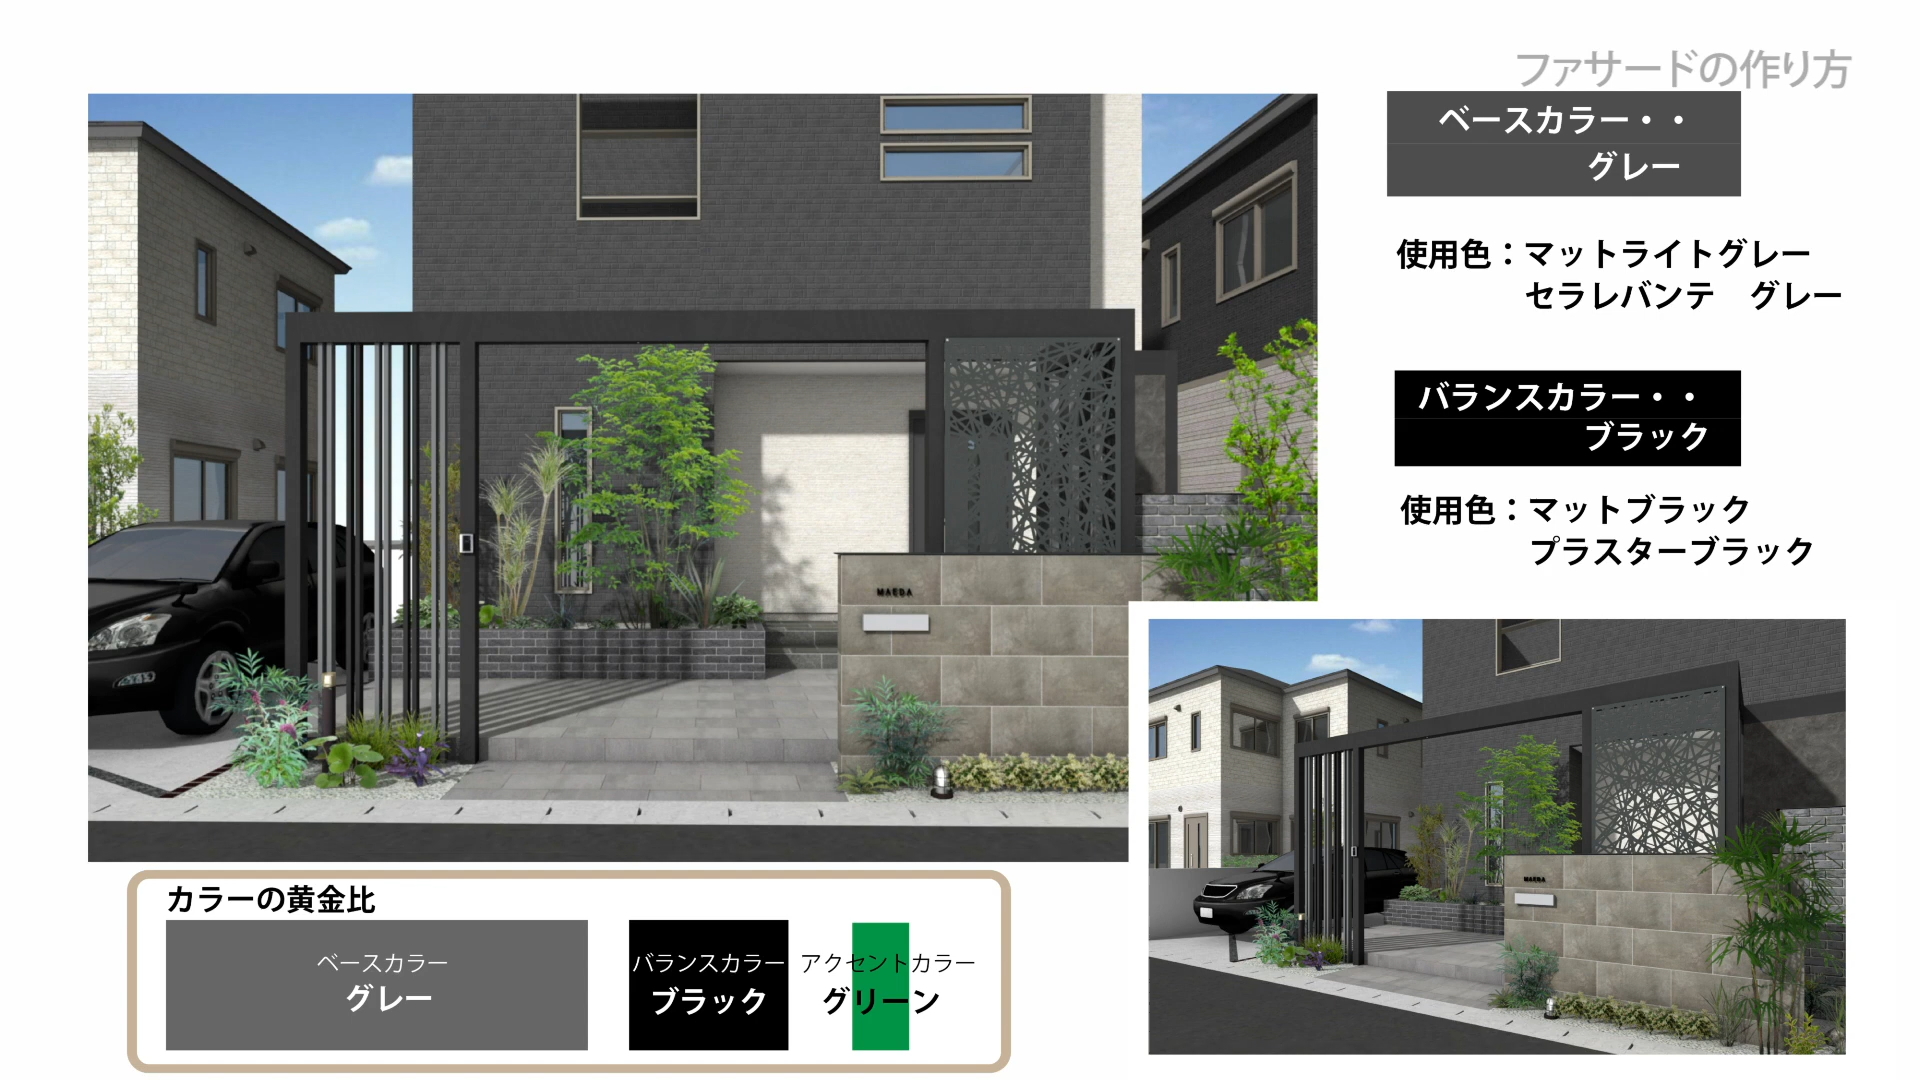 ファサードの作り方
ベースカラー・・
グレー
使用色：マットライトグレー
セラレバンテ　グレー
バランスカラー・・
ブラック
使用色：マットブラック
プラスターブラック
MAEDA
MAEDA
カラーの黄金比
ベースカラー
グレー
バランスカラー
ブラック
アクセントカラー
グリーン